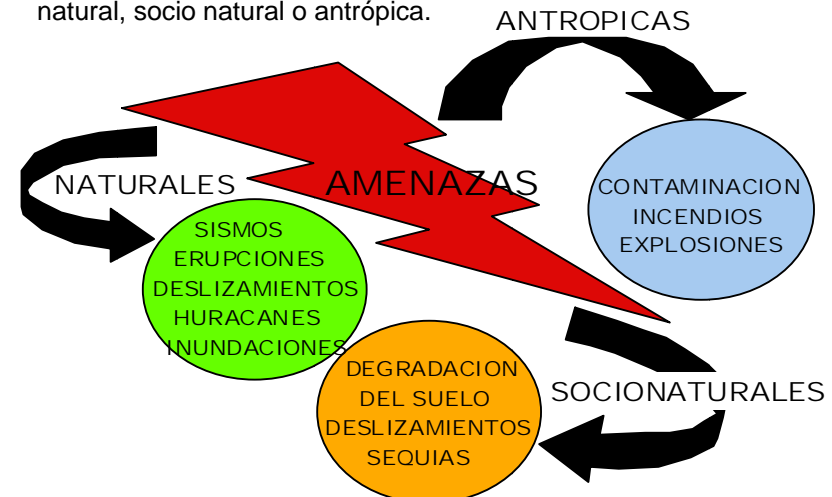 natural, socio natural o antrópica.
ANTROPICAS
AMENAZAS
NATURALES
CONTAMINACION
INCENDIOS
EXPLOSIONES
SISMOS
ERUPCIONES
DESLIZAMIENTOS
HURACANES
INUNDACIONES
DEGRADACION
DEL SUELO
DESLIZAMIENTOS
SEQUIAS
SOCIONATURALES